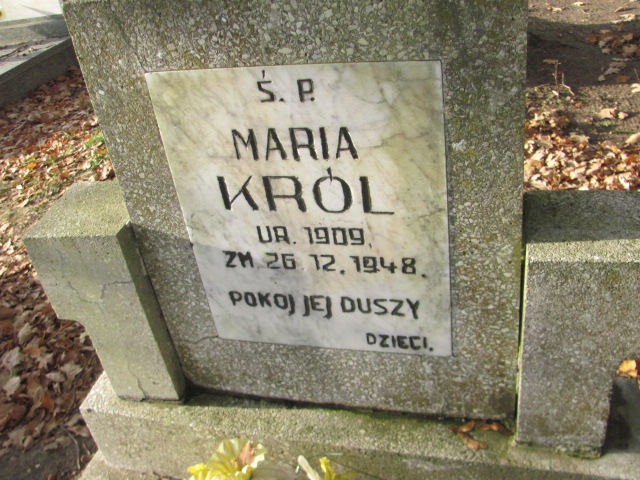 Ś. P.
MARIA
KRÓL
UR. 1909.
ZM. 26.12.1948.
POKOJ JEJ DUSZY
DZIECI.